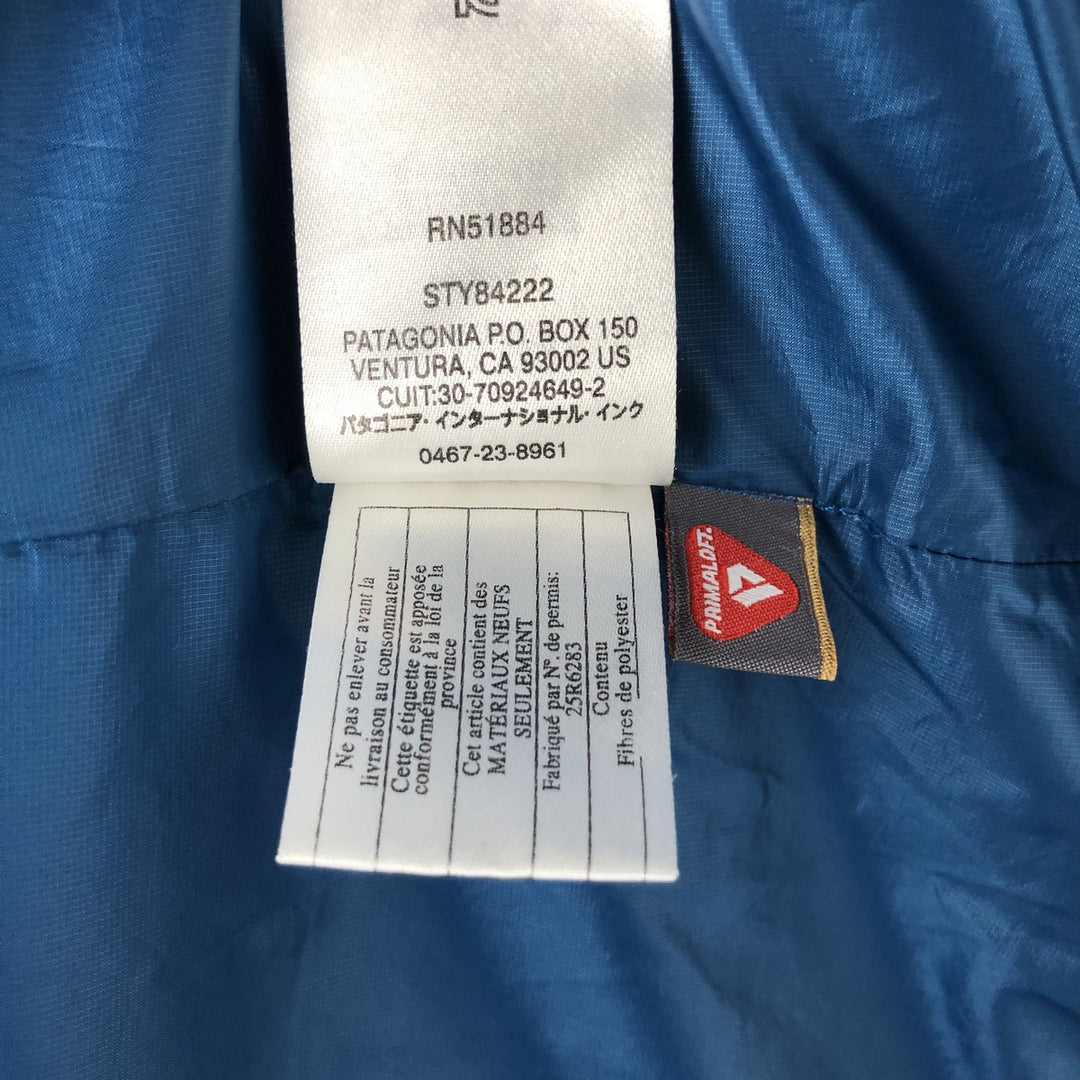 RN51884
STY84222
PATAGONIA P.O. BOX 150
VENTURA, CA 93002 US
CUIT:30-70924649-2
パタゴニア・インターナショナル・インク
0467-23-8961
Ne pas enlever avant la
livraison au consommateur
Cette étiquette est apposée
conformément à la loi de la
province
Cet article contient des
MATÉRIAUX NEUFS
SEULEMENT
Fabriqué par Nº. de permis:
25R6283
Contenu
Fibres de polyester
PRIMALOFT.